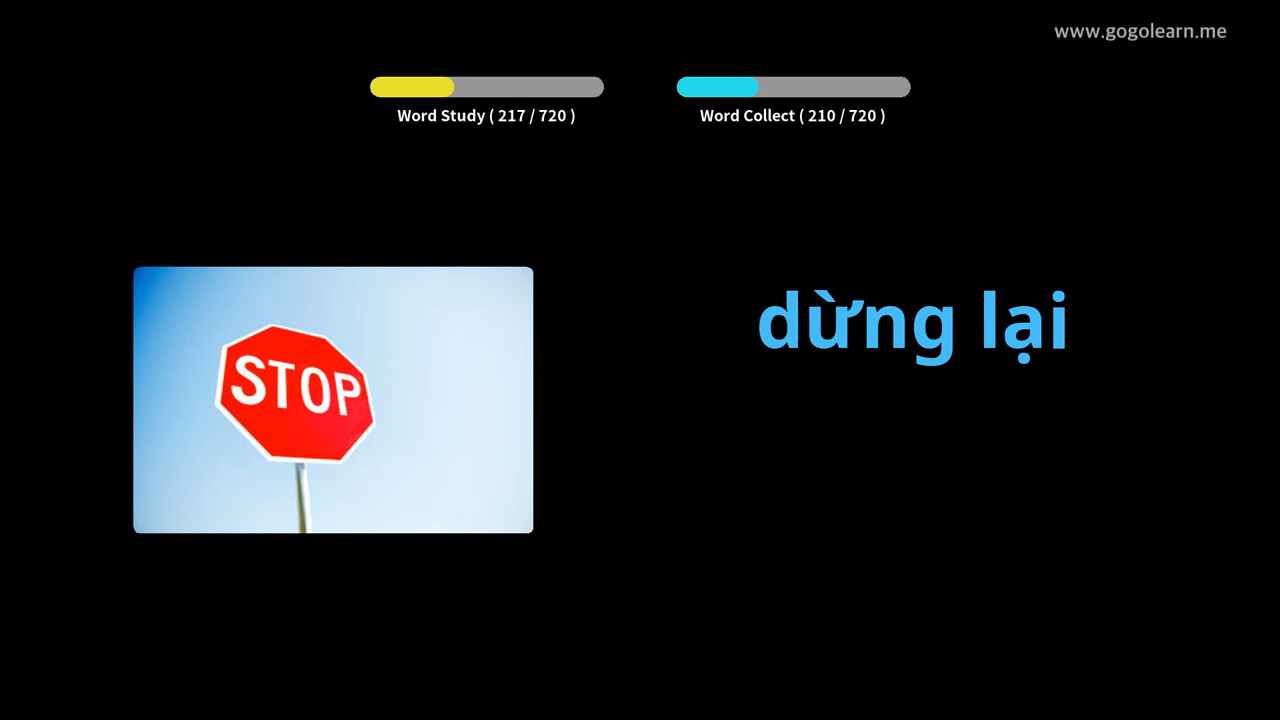 www.gogolearn.me
Word Study ( 217 / 720 )
Word Collect ( 210 / 720 )
STOP
dừng lại